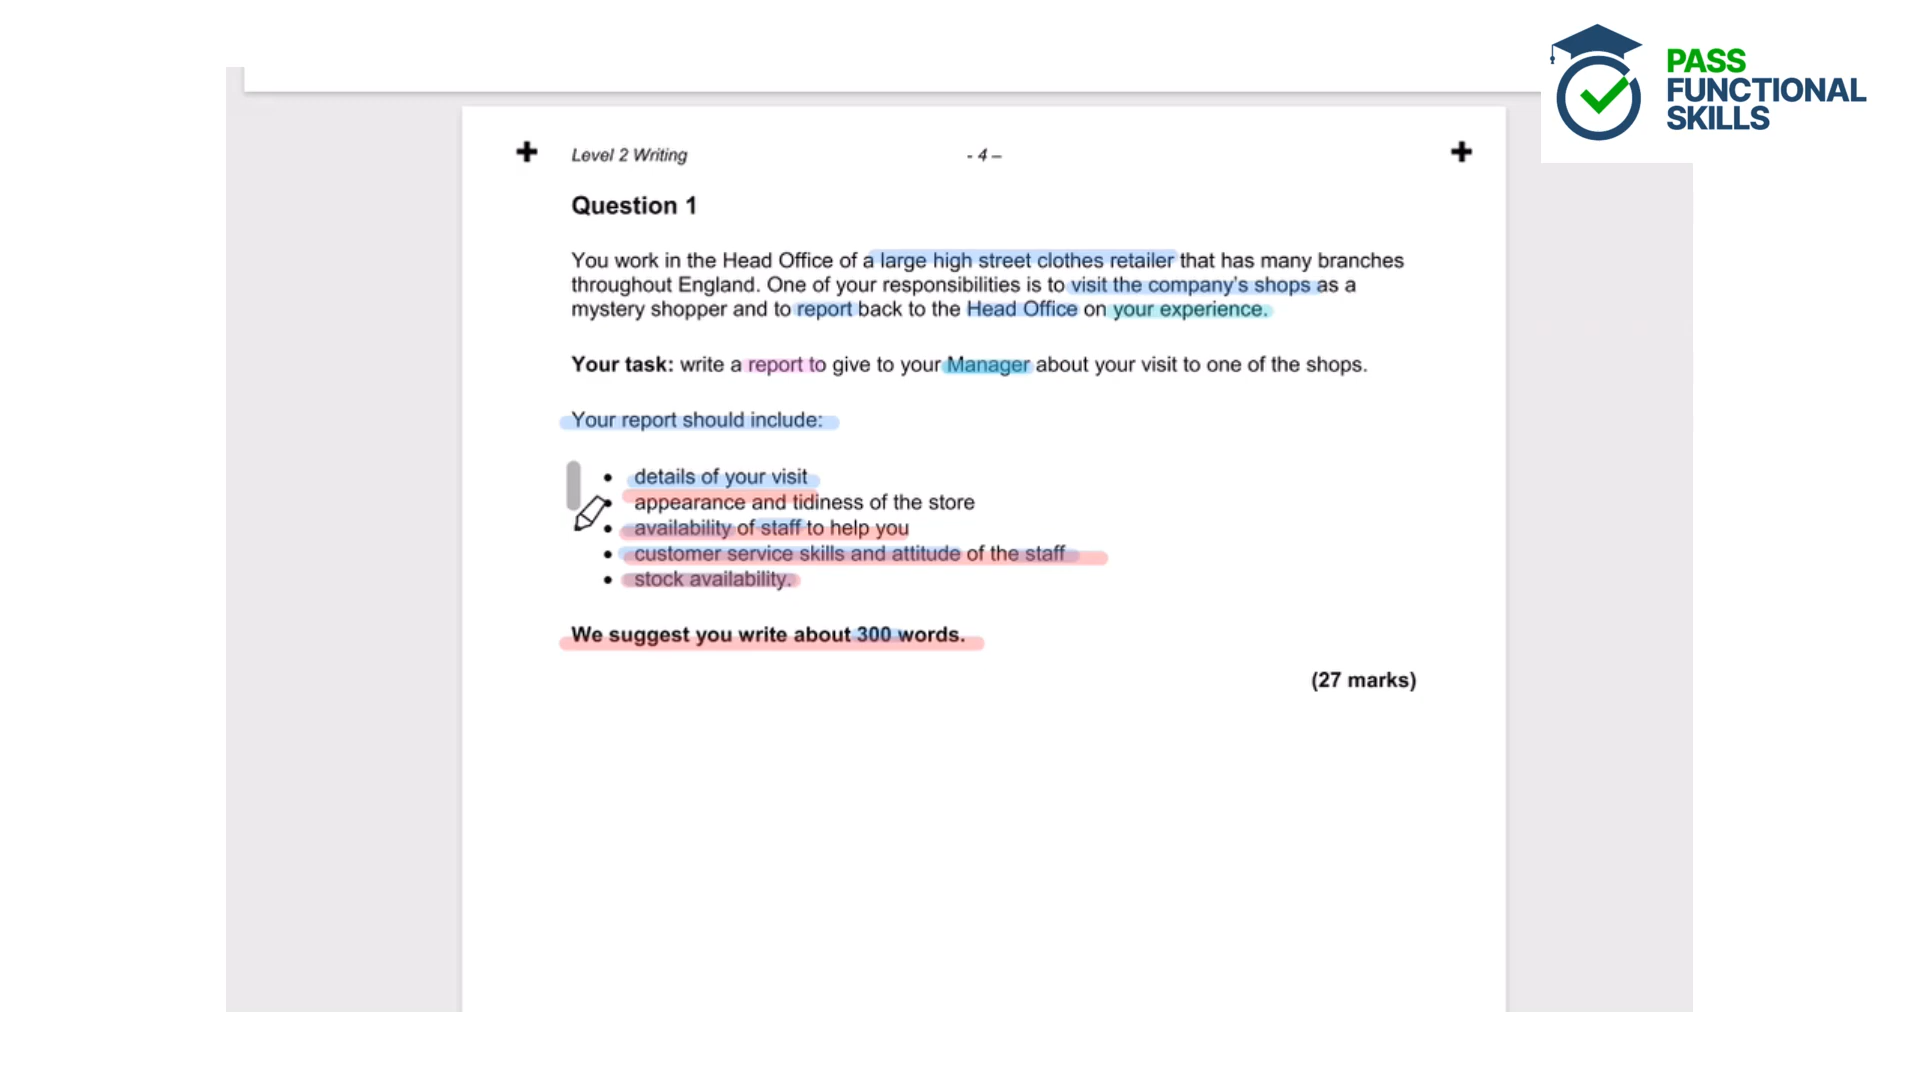 PASS
FUNCTIONAL
SKILLS
Level 2 Writing - 4 –
Question 1
You work in the Head Office of a large high street clothes retailer that has many branches
throughout England. One of your responsibilities is to visit the company's shops as a
mystery shopper and to report back to the Head Office on your experience.
Your task: write a report to give to your Manager about your visit to one of the shops.
Your report should include:
• details of your visit
• appearance and tidiness of the store
• availability of staff to help you
• customer service skills and attitude of the staff
• stock availability.
We suggest you write about 300 words.
(27 marks)